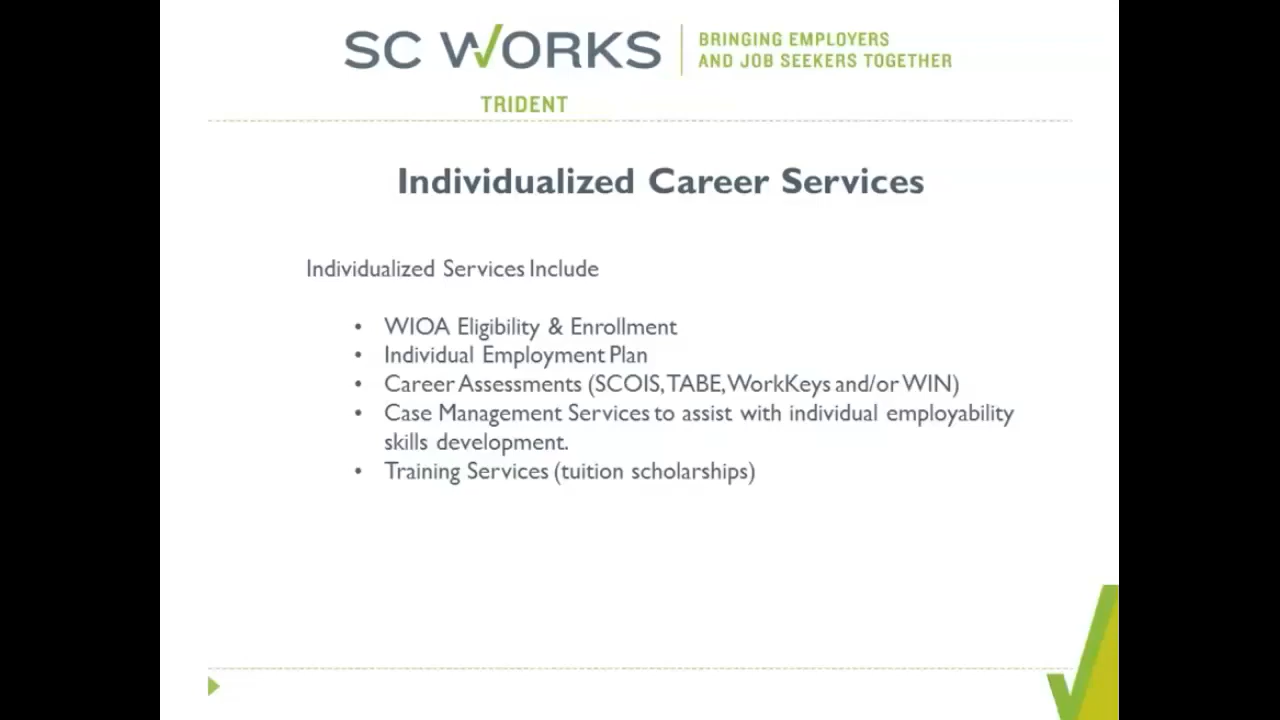 SC WORKS
BRINGING EMPLOYERS
AND JOB SEEKERS TOGETHER
TRIDENT
Individualized Career Services
Individualized Services Include
• WIOA Eligibility & Enrollment
• Individual Employment Plan
• Career Assessments (SCOIS, TABE, WorkKeys and/or WIN)
• Case Management Services to assist with individual employability
skills development.
• Training Services (tuition scholarships)